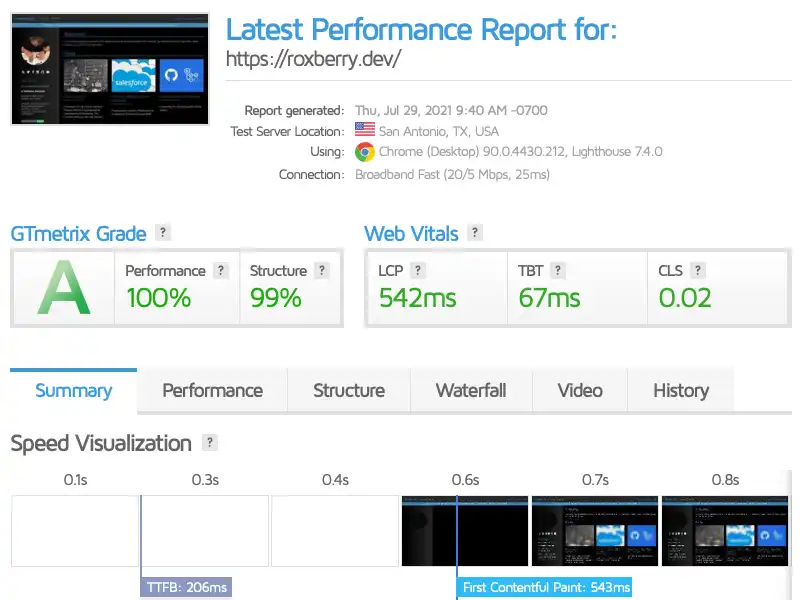 Latest Performance Report for:
https://roxberry.dev/
Report generated: Thu, Jul 29, 2021 9:40 AM -0700
Test Server Location: San Antonio, TX, USA
Using: Chrome (Desktop) 90.0.4430.212, Lighthouse 7.4.0
Connection: Broadband Fast (20/5 Mbps, 25ms)
salesforce
GTmetrix Grade ?
Web Vitals ?
A
Performance ?
100%
Structure ?
99%
LCP ?
542ms
TBT ?
67ms
CLS ?
0.02
Summary Performance Structure Waterfall Video History
Speed Visualization ?
0.1s 0.3s 0.4s 0.6s 0.7s 0.8s
TTFB: 206ms First Contentful Paint: 543ms